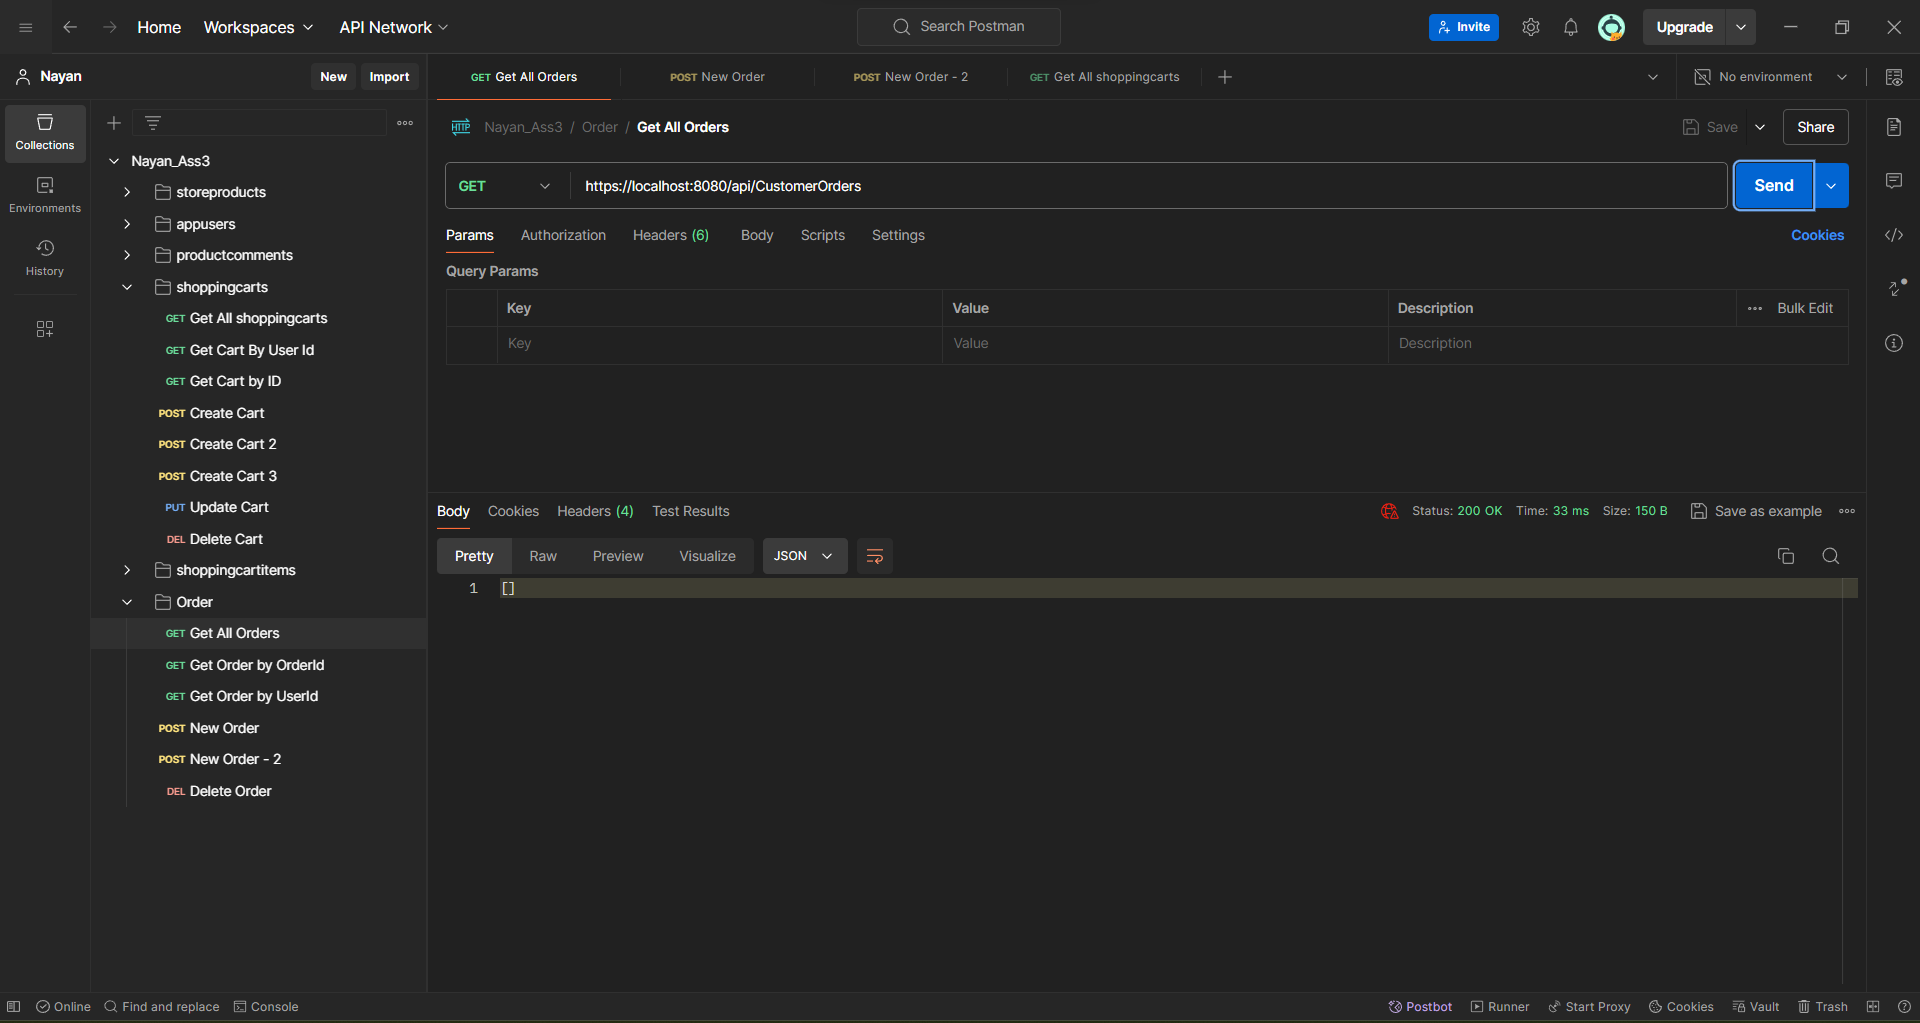 Home Workspaces API Network Search Postman Invite Upgrade
Nayan New Import GET Get All Orders POST New Order POST New Order - 2 GET Get All shoppingcarts No environment
Collections
Environments
History
Nayan_Ass3
storeproducts
appusers
productcomments
shoppingcarts
GET Get All shoppingcarts
GET Get Cart By User Id
GET Get Cart by ID
POST Create Cart
POST Create Cart 2
POST Create Cart 3
PUT Update Cart
DEL Delete Cart
shoppingcartitems
Order
GET Get All Orders
GET Get Order by OrderId
GET Get Order by UserId
POST New Order
POST New Order - 2
DEL Delete Order
HTTP Nayan_Ass3 / Order / Get All Orders Save Share
GET https://localhost:8080/api/CustomerOrders Send
Params Authorization Headers (6) Body Scripts Settings Cookies
Query Params
Key Value Description Bulk Edit
Key Value Description
Body Cookies Headers (4) Test Results Status: 200 OK Time: 33 ms Size: 150 B Save as example
Pretty Raw Preview Visualize JSON
1 []
Online Find and replace Console Postbot Runner Start Proxy Cookies Vault Trash